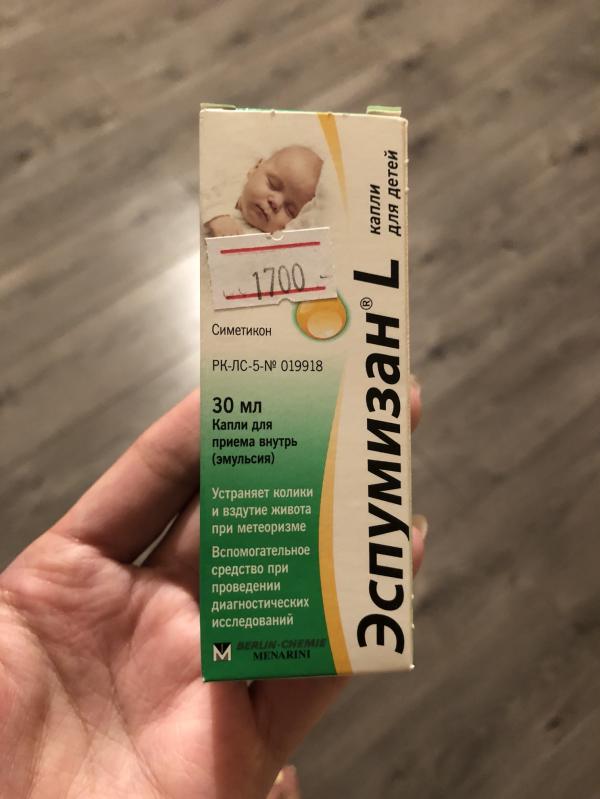 1700
Симетикон
РК-ЛС-5-№ 019918
30 мл
Капли для
приема внутрь
(эмульсия)
Устраняет колики
и вздутие живота
при метеоризме
Вспомогательное
средство при
проведении
диагностических
исследований
BERLIN-CHEMIE
MENARINI
Эспумизан® L
капли
для детей